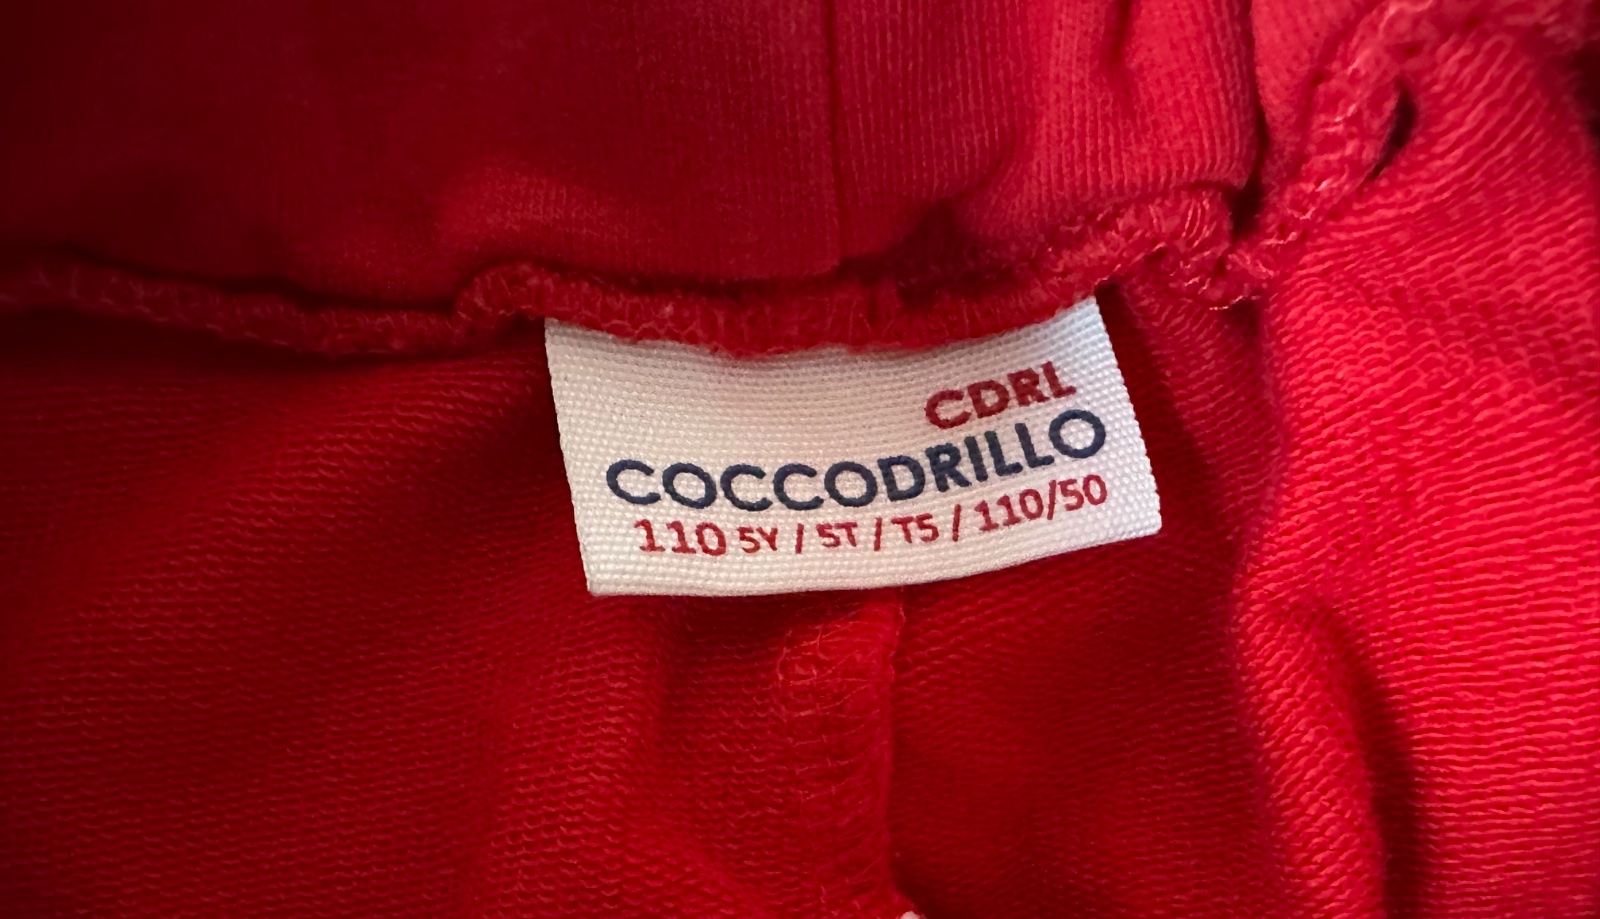 CDRL
COCCODRILLO
110 5Y / 5T / T5 / 110/50